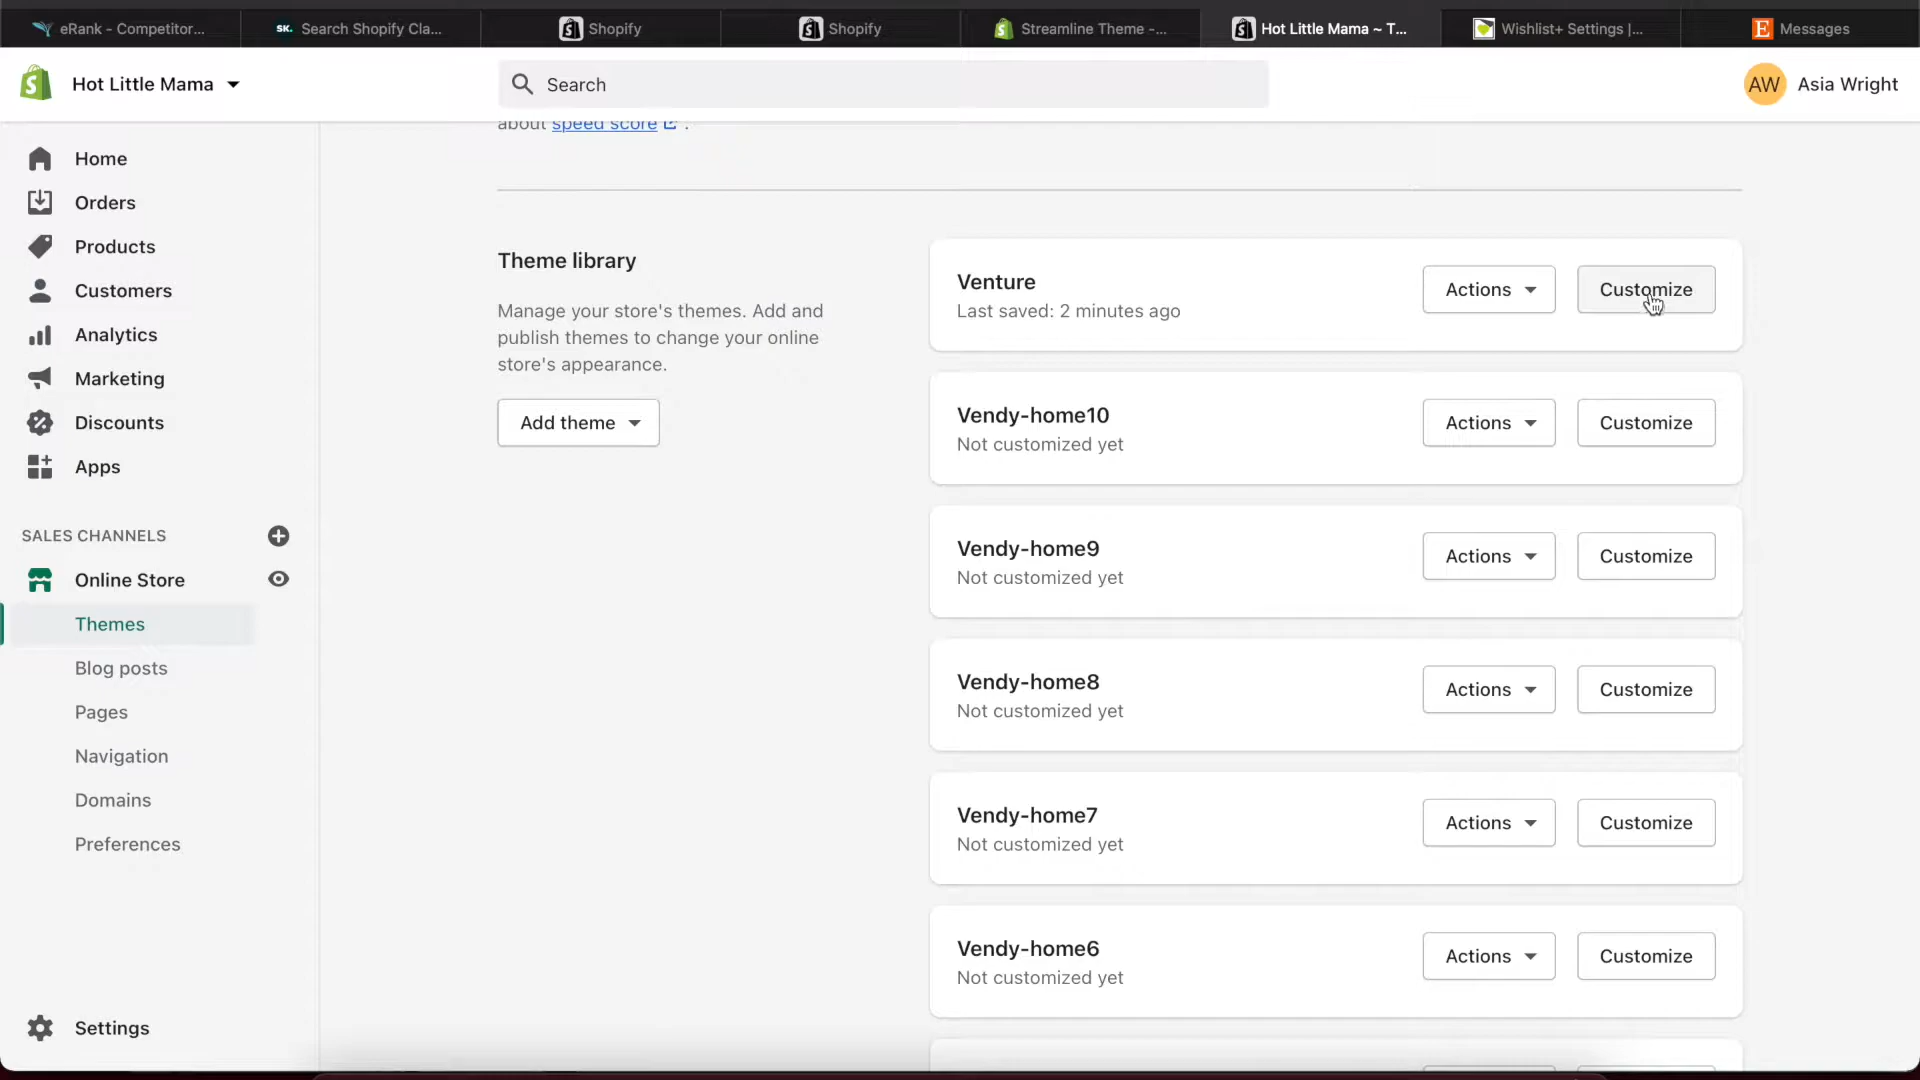 eRank - Competitor...
SK. Search Shopify Cla...
Shopify
Shopify
Streamline Theme -...
Hot Little Mama ~ T...
Wishlist+ Settings |...
E Messages
Hot Little Mama
Search
AW Asia Wright
about speed score .
Home
Orders
Products
Customers
Analytics
Marketing
Discounts
Apps
SALES CHANNELS
Online Store
Themes
Blog posts
Pages
Navigation
Domains
Preferences
Settings
Theme library
Manage your store's themes. Add and
publish themes to change your online
store's appearance.
Add theme
Venture
Last saved: 2 minutes ago
Actions
Customize
Vendy-home10
Not customized yet
Actions
Customize
Vendy-home9
Not customized yet
Actions
Customize
Vendy-home8
Not customized yet
Actions
Customize
Vendy-home7
Not customized yet
Actions
Customize
Vendy-home6
Not customized yet
Actions
Customize